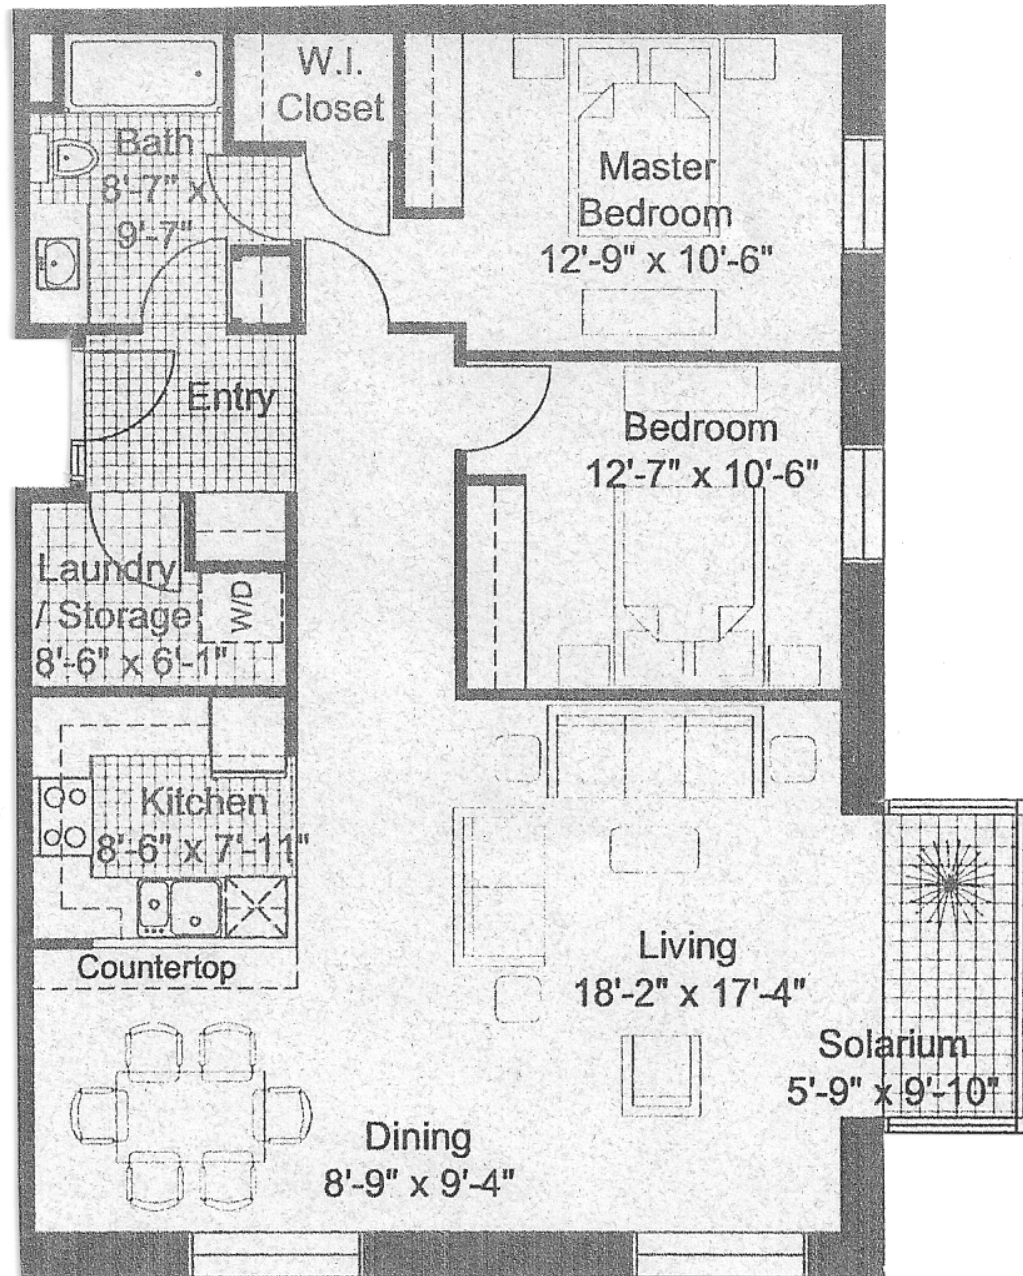 W.I.
Closet
Bath
8'-7" x
9'-7"
Master
Bedroom
12'-9" x 10'-6"
Entry
Bedroom
12'-7" x 10'-6"
Laundry
/ Storage
8'-6" x 6'-1"
W/D
Kitchen
8'-6" x 7'-11"
Countertop
Living
18'-2" x 17'-4"
Solarium
5'-9" x 9'-10"
Dining
8'-9" x 9'-4"